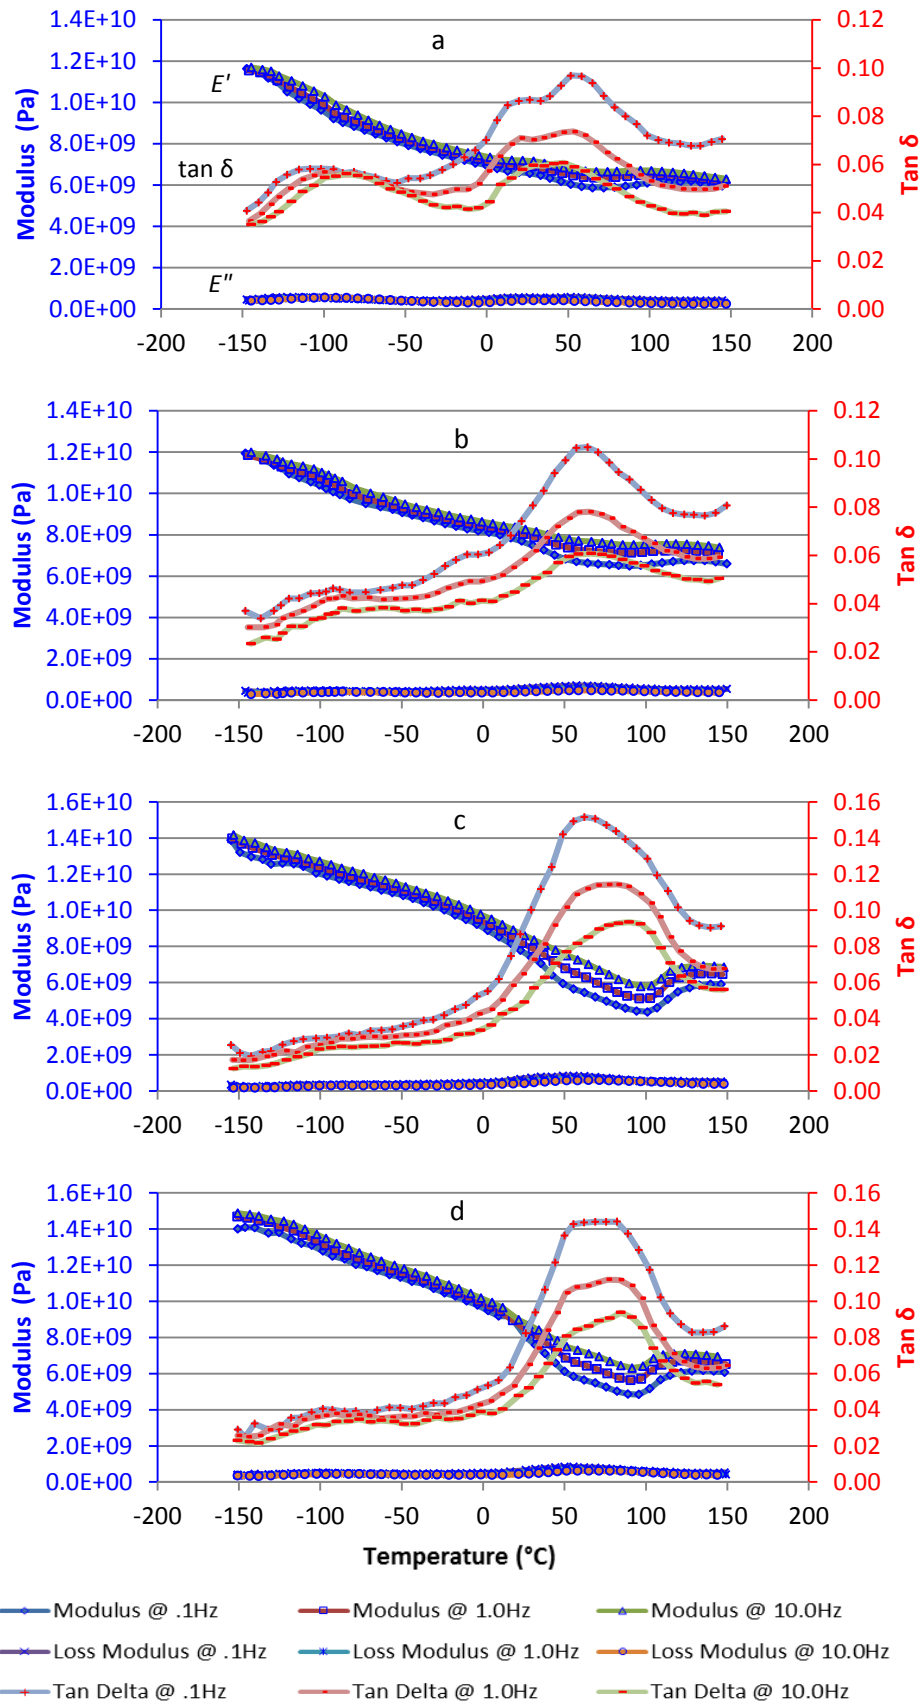 a
1.4E+10 0.12
1.2E+10 E' 0.10
1.0E+10 0.08
8.0E+09 tan δ 0.06
6.0E+09
4.0E+09 0.04
2.0E+09 E" 0.02
0.0E+00 0.00
Modulus (Pa)
Tan δ
-200 -150 -100 -50 0 50 100 150 200
b
1.4E+10 0.12
1.2E+10 0.10
1.0E+10 0.08
8.0E+09 0.06
6.0E+09
4.0E+09 0.04
2.0E+09 0.02
0.0E+00 0.00
Modulus (Pa)
Tan δ
-200 -150 -100 -50 0 50 100 150 200
c
1.6E+10 0.16
1.4E+10 0.14
1.2E+10 0.12
1.0E+10 0.10
8.0E+09 0.08
6.0E+09 0.06
4.0E+09 0.04
2.0E+09 0.02
0.0E+00 0.00
Modulus (Pa)
Tan δ
-200 -150 -100 -50 0 50 100 150 200
d
1.6E+10 0.16
1.4E+10 0.14
1.2E+10 0.12
1.0E+10 0.10
8.0E+09 0.08
6.0E+09 0.06
4.0E+09 0.04
2.0E+09 0.02
0.0E+00 0.00
Modulus (Pa)
Tan δ
-200 -150 -100 -50 0 50 100 150 200
Temperature (°C)
Modulus @ .1Hz Modulus @ 1.0Hz Modulus @ 10.0Hz
Loss Modulus @ .1Hz Loss Modulus @ 1.0Hz Loss Modulus @ 10.0Hz
Tan Delta @ .1Hz Tan Delta @ 1.0Hz Tan Delta @ 10.0Hz